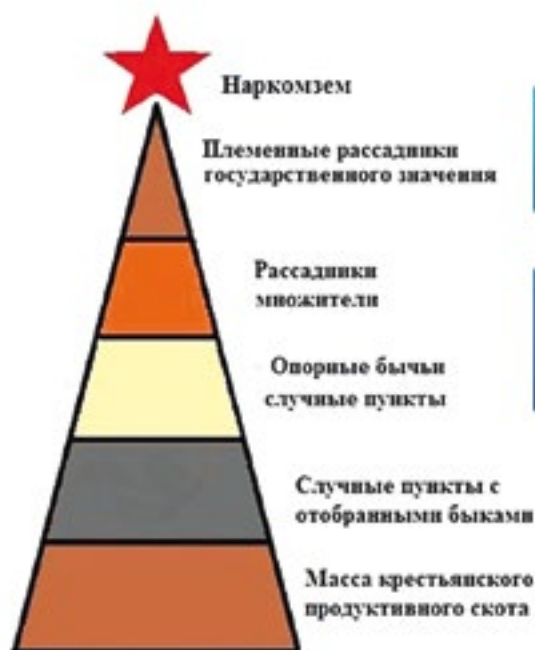 Наркомзем
Племенные рассадники
государственного значения
Рассадники
множители
Опорные бычьи
случные пункты
Случные пункты с
отобранными быками
Масса крестьянского
продуктивного скота